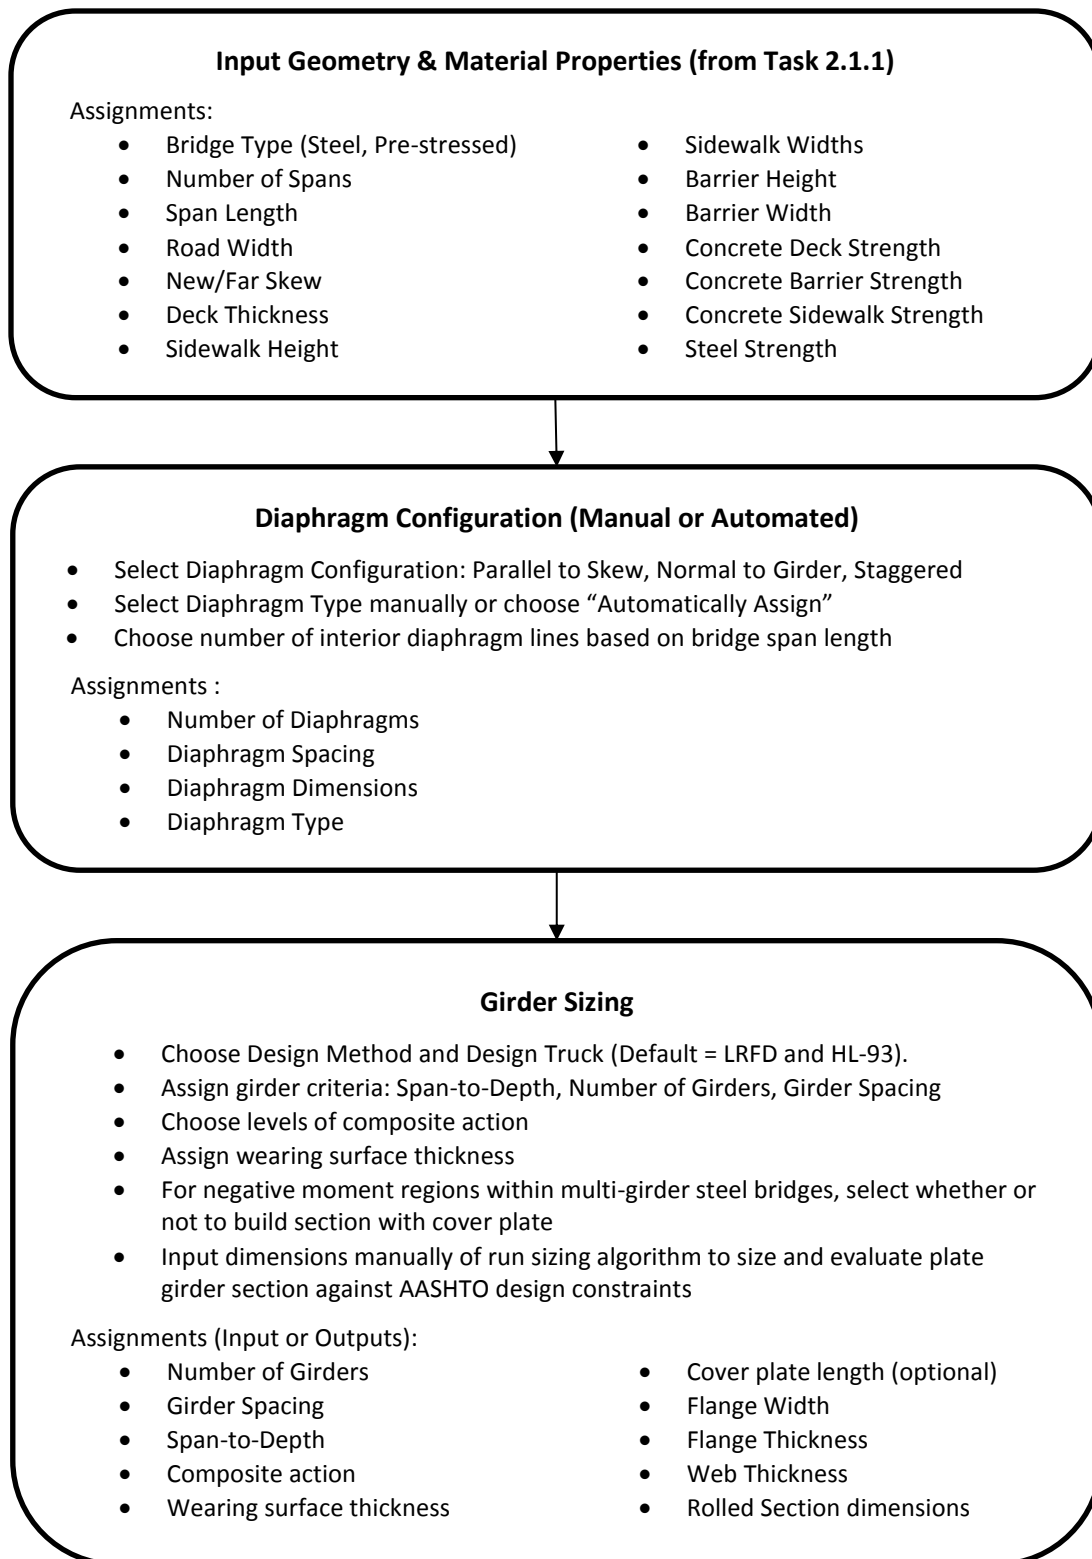 Input Geometry & Material Properties (from Task 2.1.1)
Assignments:
• Bridge Type (Steel, Pre-stressed)
• Number of Spans
• Span Length
• Road Width
• New/Far Skew
• Deck Thickness
• Sidewalk Height
• Sidewalk Widths
• Barrier Height
• Barrier Width
• Concrete Deck Strength
• Concrete Barrier Strength
• Concrete Sidewalk Strength
• Steel Strength
Diaphragm Configuration (Manual or Automated)
• Select Diaphragm Configuration: Parallel to Skew, Normal to Girder, Staggered
• Select Diaphragm Type manually or choose “Automatically Assign”
• Choose number of interior diaphragm lines based on bridge span length
Assignments :
• Number of Diaphragms
• Diaphragm Spacing
• Diaphragm Dimensions
• Diaphragm Type
Girder Sizing
• Choose Design Method and Design Truck (Default = LRFD and HL-93).
• Assign girder criteria: Span-to-Depth, Number of Girders, Girder Spacing
• Choose levels of composite action
• Assign wearing surface thickness
• For negative moment regions within multi-girder steel bridges, select whether or
not to build section with cover plate
• Input dimensions manually of run sizing algorithm to size and evaluate plate
girder section against AASHTO design constraints
Assignments (Input or Outputs):
• Number of Girders
• Girder Spacing
• Span-to-Depth
• Composite action
• Wearing surface thickness
• Cover plate length (optional)
• Flange Width
• Flange Thickness
• Web Thickness
• Rolled Section dimensions